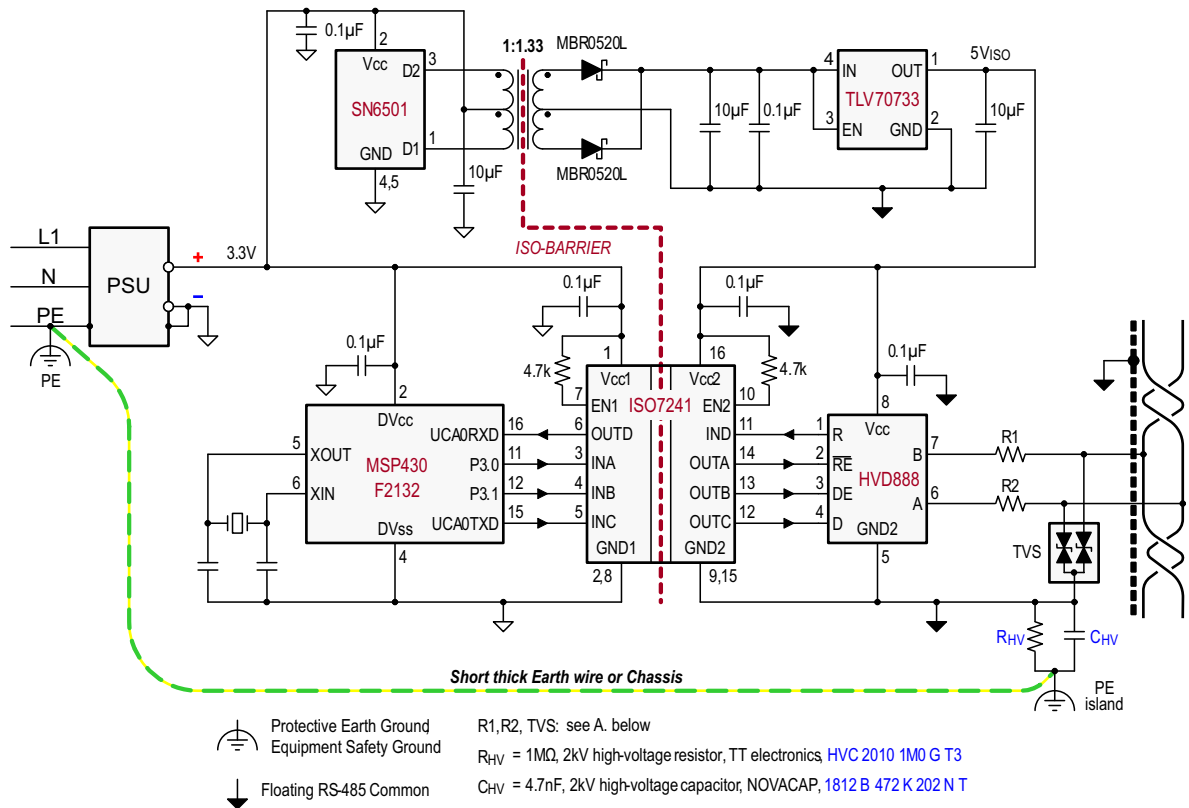 0.1µF
2
1:1.33
MBR0520L
Vcc
D2
3
SN6501
D1
1
GND
4,5
10µF
MBR0520L
10µF
0.1µF
4
IN
OUT
1
TLV70733
3
EN
GND
2
5VISO
10µF
L1
N
PE
PSU
+
–
3.3V
PE
ISO-BARRIER
0.1µF
0.1µF
0.1µF
0.1µF
4.7k
4.7k
1
16
Vcc1
Vcc2
ISO7241
7
EN1
EN2
10
6
OUTD
IND
11
3
INA
OUTA
14
4
INB
OUTB
13
5
INC
OUTC
12
GND1
GND2
2,8
9,15
2
DVcc
5
XOUT
UCA0RXD
16
MSP430
F2132
P3.0
11
6
XIN
P3.1
12
UCA0TXD
15
DVss
4
8
Vcc
1
R
B
7
2
RE
HVD888
3
DE
A
6
4
D
GND2
5
R1
R2
TVS
RHV
CHV
PE
island
Short thick Earth wire or Chassis
Protective Earth Ground,
Equipment Safety Ground
Floating RS-485 Common
R1,R2, TVS: see A. below
RHV = 1MΩ, 2kV high-voltage resistor, TT electronics, HVC 2010 1M0 G T3
CHV = 4.7nF, 2kV high-voltage capacitor, NOVACAP, 1812 B 472 K 202 N T